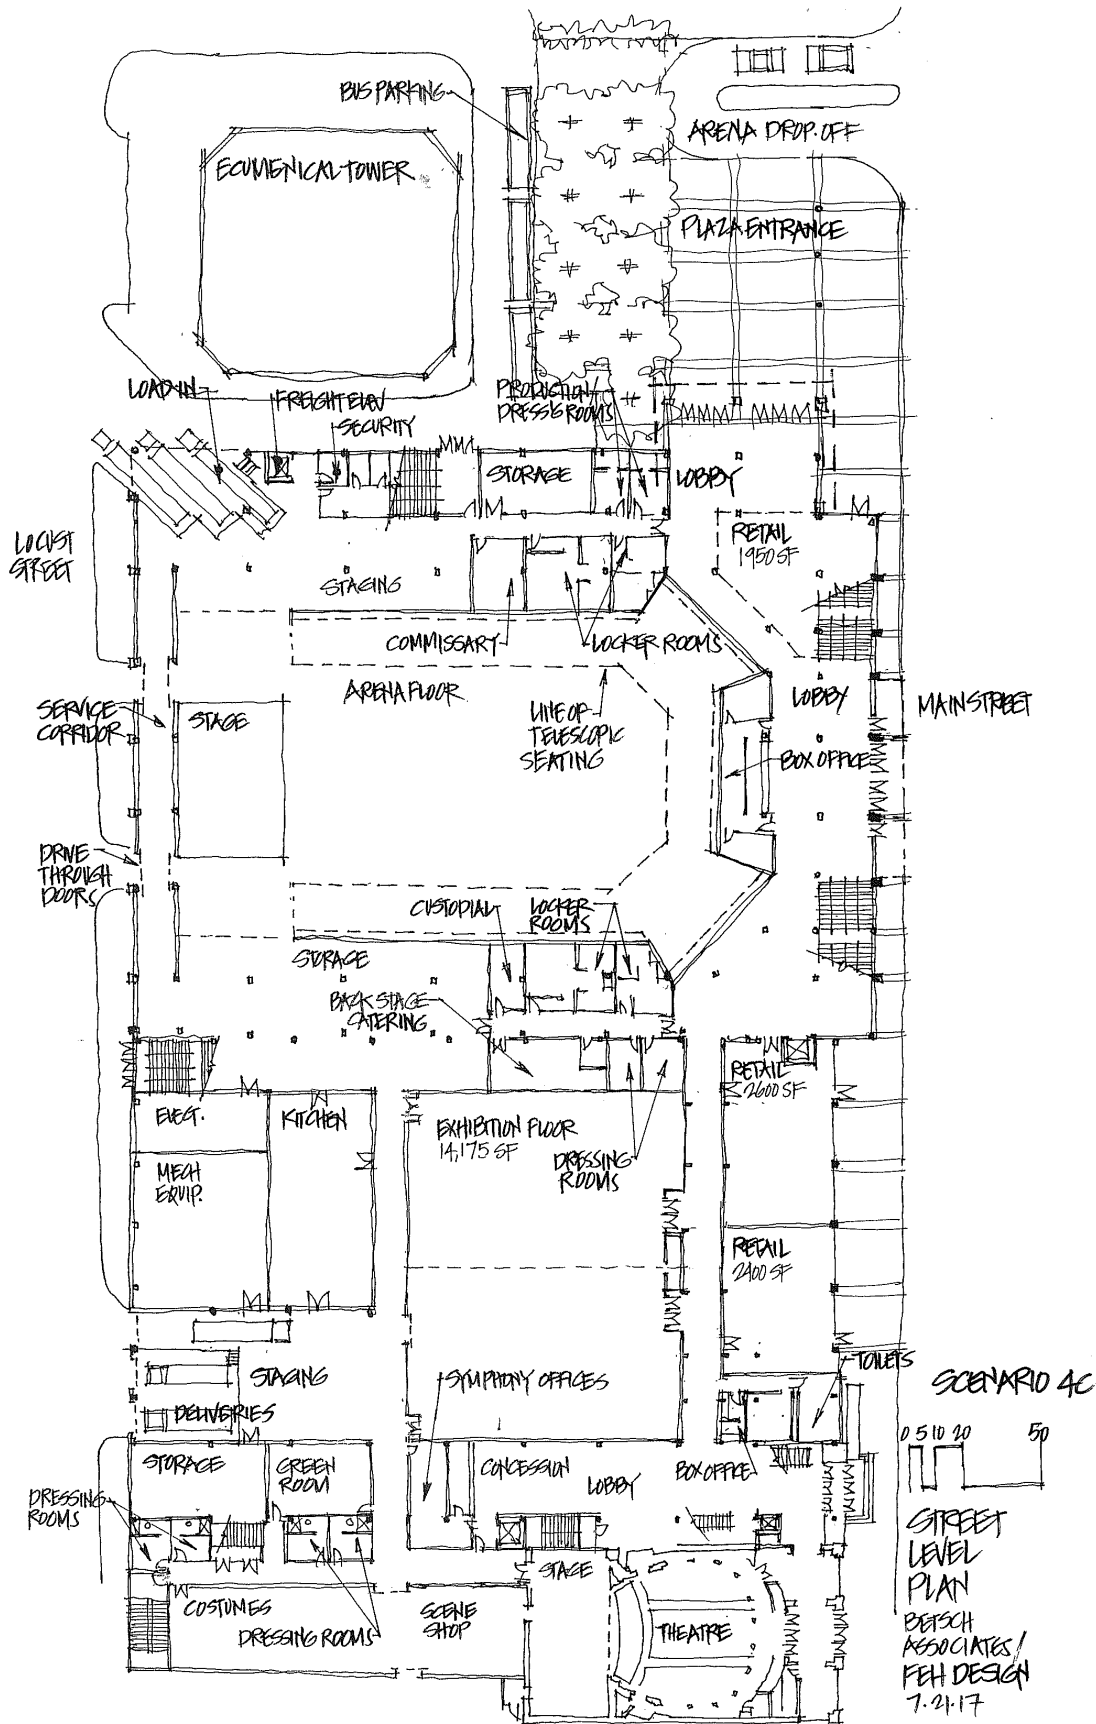 BUS PARKING
ARENA DROP.OFF
ECUMENICAL TOWER
PLAZA ENTRANCE
LOAD-IN
FREIGHT ELEV
SECURITY
PRODUCTION/
DRESS'G ROOMS
STORAGE
LOBBY
RETAIL
1950 SF
LOCUST
STREET
STAGING
COMMISSARY
LOCKER ROOMS
ARENA FLOOR
LOBBY
MAIN STREET
SERVICE
CORRIDOR
STAGE
LINE OF
TELESCOPIC
SEATING
BOX OFFICE
DRIVE
THROUGH
DOORS
CUSTODIAL
LOCKER
ROOMS
STORAGE
BACK STAGE
CATERING
RETAIL
2600 SF
ELECT.
KITCHEN
EXHIBITION FLOOR
14,175 SF
DRESSING
ROOMS
MECH
EQUIP.
RETAIL
2400 SF
TOILETS
STAGING
SYMPHONY OFFICES
SCENARIO 4C
DELIVERIES
0 5 10 20 50
STORAGE
GREEN
ROOM
CONCESSION
LOBBY
BOX OFFICE
DRESSING
ROOMS
STREET
LEVEL
PLAN
STAGE
COSTUMES
SCENE
SHOP
DRESSING ROOMS
THEATRE
BETSCH
ASSOCIATES/
FEH DESIGN
7.21.17